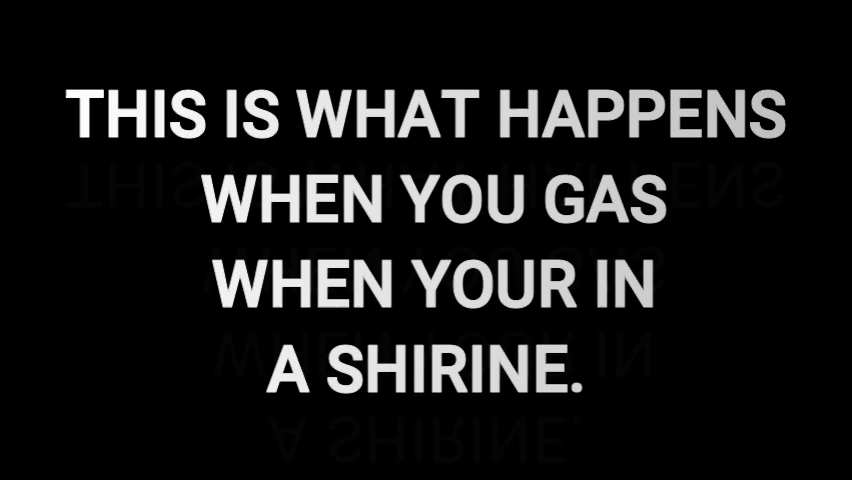 THIS IS WHAT HAPPENS
WHEN YOU GAS
WHEN YOUR IN
A SHIRINE.